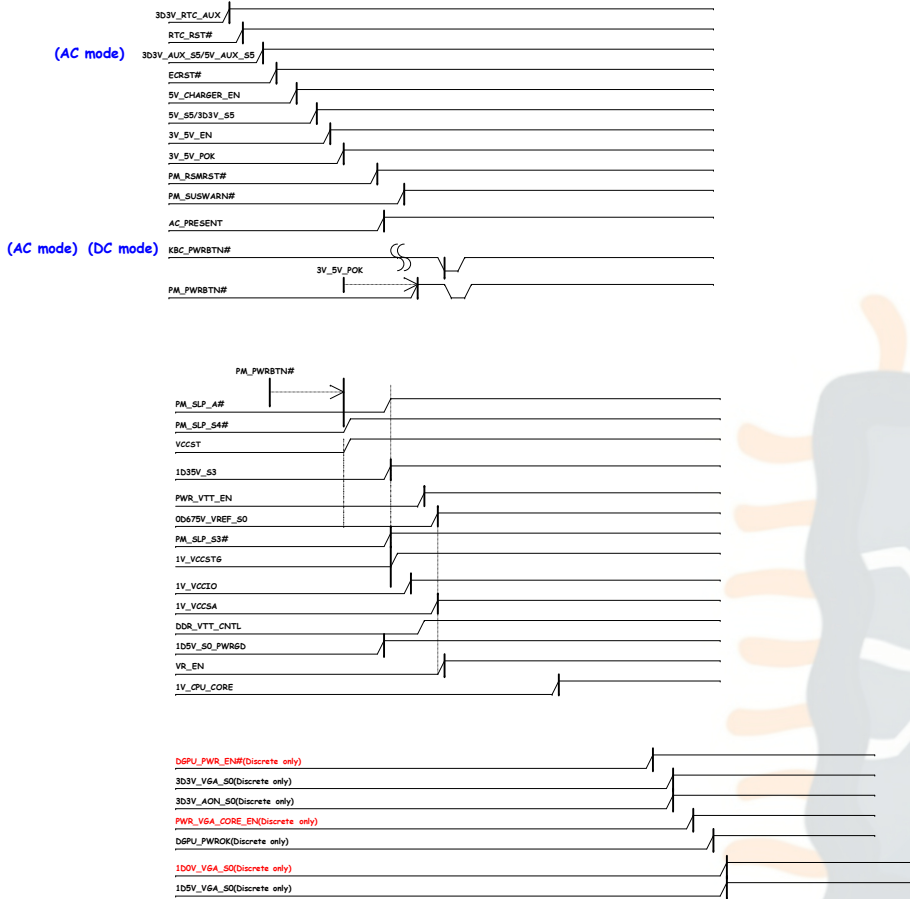 3D3V_RTC_AUX
RTC_RST#
(AC mode) 3D3V_AUX_S5/5V_AUX_S5
ECRST#
5V_CHARGER_EN
5V_S5/3D3V_S5
3V_5V_EN
3V_5V_POK
PM_RSMRST#
PM_SUSWARN#
AC_PRESENT
(AC mode) (DC mode) KBC_PWRBTN#
3V_5V_POK
PM_PWRBTN#
PM_PWRBTN#
PM_SLP_A#
PM_SLP_S4#
VCCST
1D35V_S3
PWR_VTT_EN
0D675V_VREF_S0
PM_SLP_S3#
1V_VCCSTG
1V_VCCIO
1V_VCCSA
DDR_VTT_CNTL
1D5V_S0_PWRGD
VR_EN
1V_CPU_CORE
DGPU_PWR_EN#(Discrete only)
3D3V_VGA_S0(Discrete only)
3D3V_AON_S0(Discrete only)
PWR_VGA_CORE_EN(Discrete only)
DGPU_PWROK(Discrete only)
1D0V_VGA_S0(Discrete only)
1D5V_VGA_S0(Discrete only)